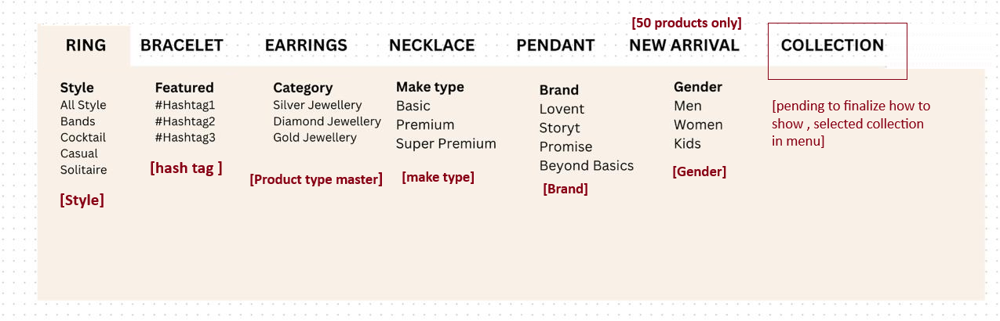 [50 products only]
RING BRACELET EARRINGS NECKLACE PENDANT NEW ARRIVAL COLLECTION
Style
All Style
Bands
Cocktail
Casual
Solitaire
[Style]
Featured
#Hashtag1
#Hashtag2
#Hashtag3
[hash tag ]
Category
Silver Jewellery
Diamond Jewellery
Gold Jewellery
[Product type master]
Make type
Basic
Premium
Super Premium
[make type]
Brand
Lovent
Storyt
Promise
Beyond Basics
[Brand]
Gender
Men
Women
Kids
[Gender]
[pending to finalize how to
show , selected collection
in menu]